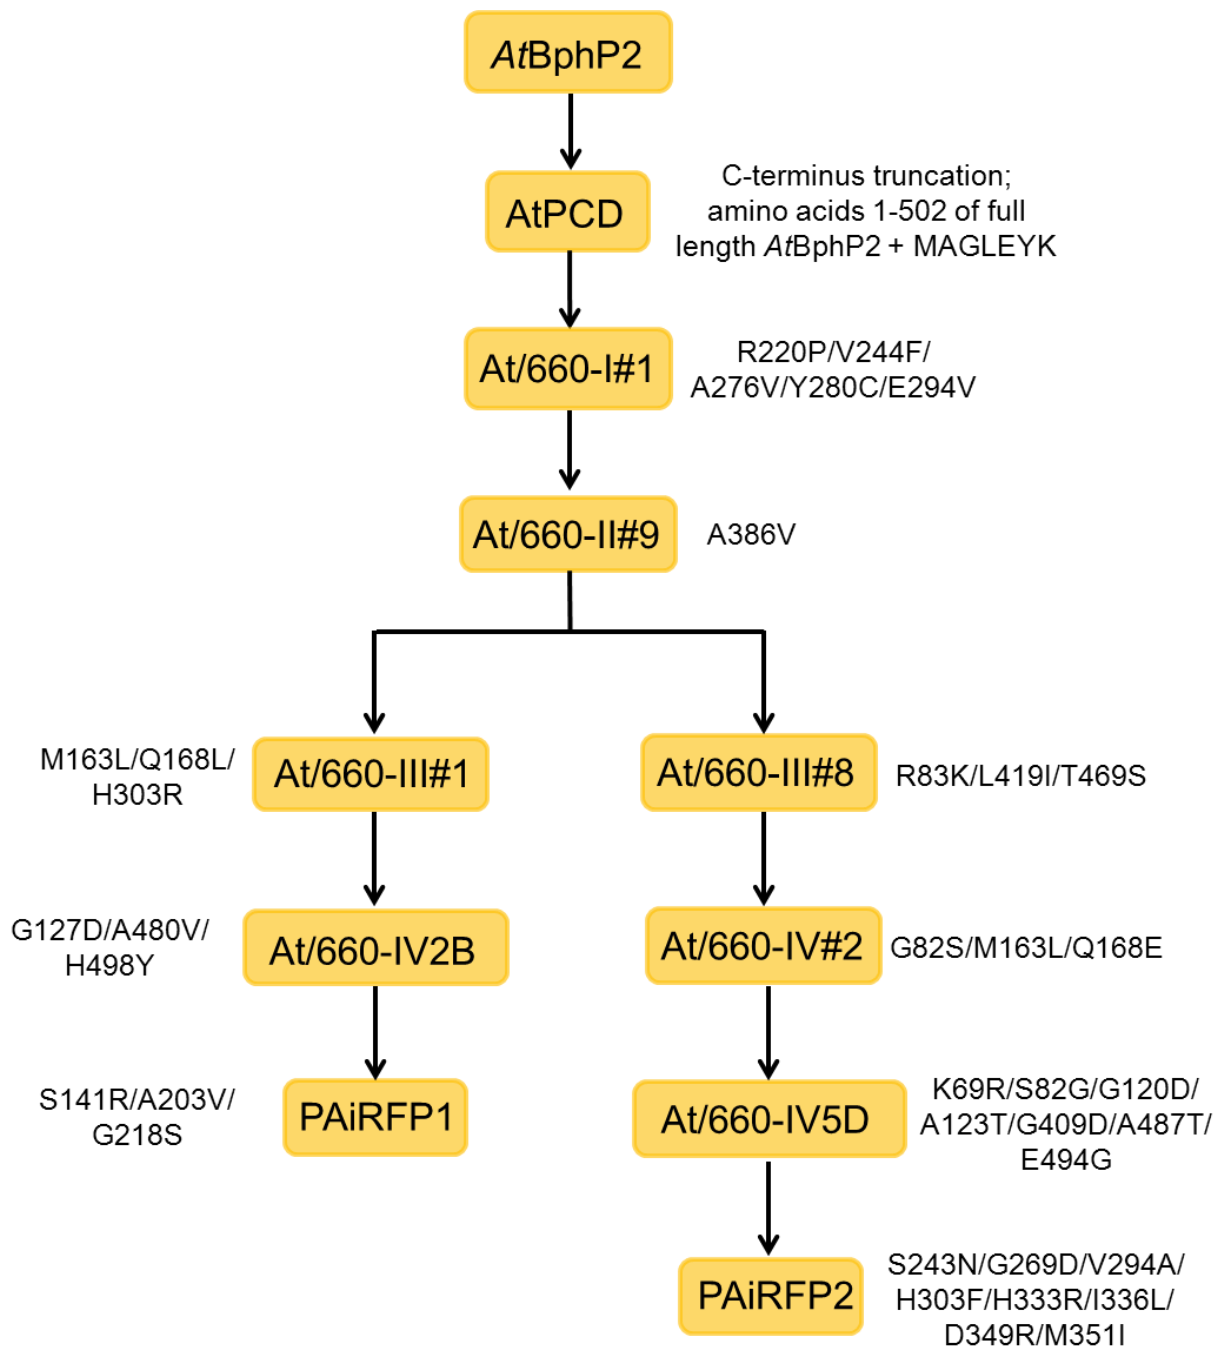 AtBphP2
AtPCD
C-terminus truncation;
amino acids 1-502 of full
length AtBphP2 + MAGLEYK
At/660-I#1
R220P/V244F/
A276V/Y280C/E294V
At/660-II#9
A386V
M163L/Q168L/
H303R
At/660-III#1
At/660-III#8
R83K/L419I/T469S
G127D/A480V/
H498Y
At/660-IV2B
At/660-IV#2
G82S/M163L/Q168E
S141R/A203V/
G218S
PAiRFP1
At/660-IV5D
K69R/S82G/G120D/
A123T/G409D/A487T/
E494G
PAiRFP2
S243N/G269D/V294A/
H303F/H333R/I336L/
D349R/M351I